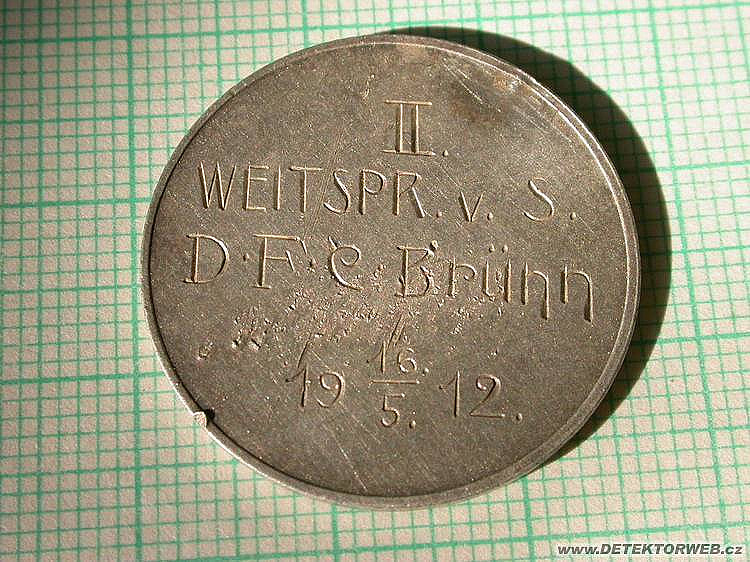 II.
WEITSPR. v. S.
D. F. C Brünn
19 16./5. 12.
www.DETEKTORWEB.cz